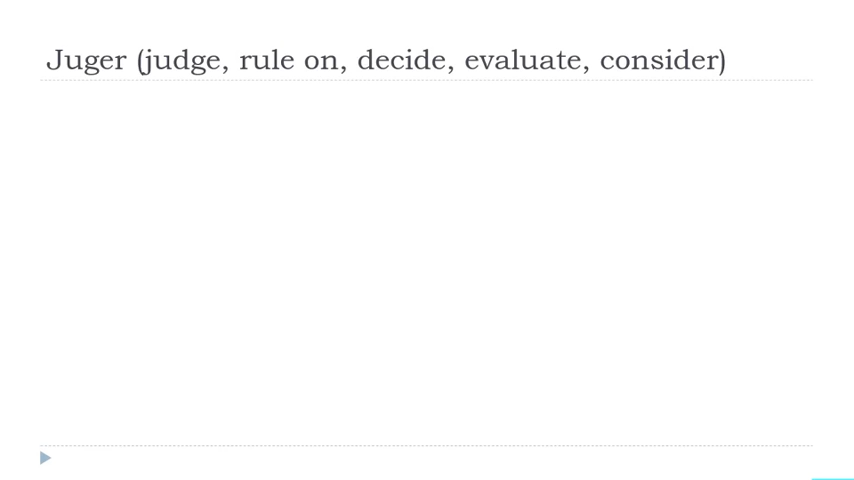 Juger (judge, rule on, decide, evaluate, consider)